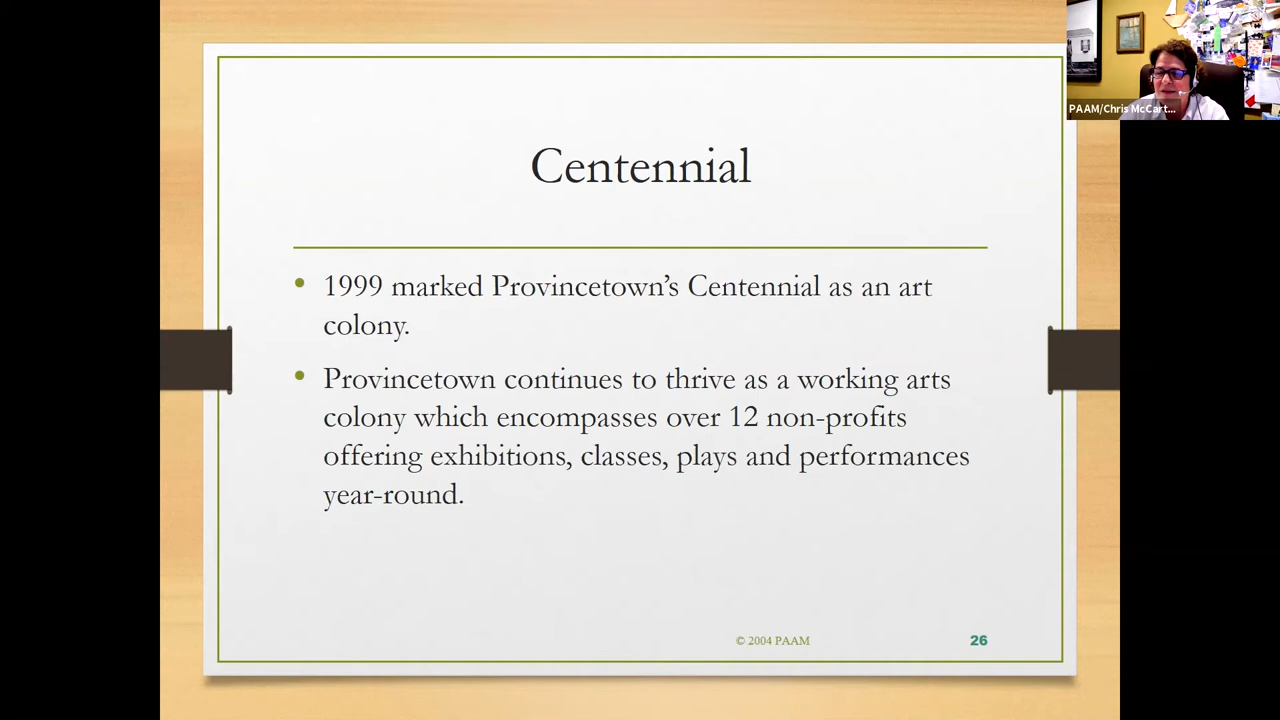 PAAM/Chris McCart...
Centennial
• 1999 marked Provincetown’s Centennial as an art
colony.
• Provincetown continues to thrive as a working arts
colony which encompasses over 12 non-profits
offering exhibitions, classes, plays and performances
year-round.
© 2004 PAAM
26